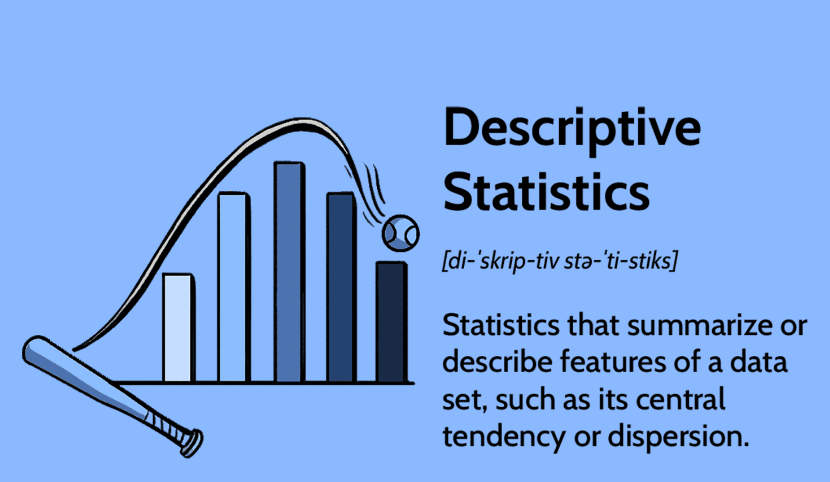 Descriptive
Statistics
[di-ˈskrip-tiv stə-ˈti-stiks]
Statistics that summarize or
describe features of a data
set, such as its central
tendency or dispersion.